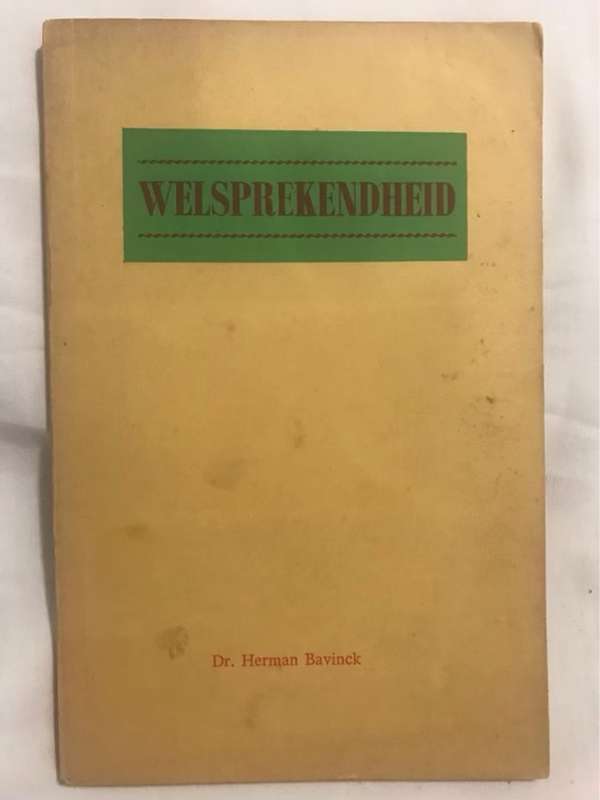 WELSPREKENDHEID
Dr. Herman Bavinck